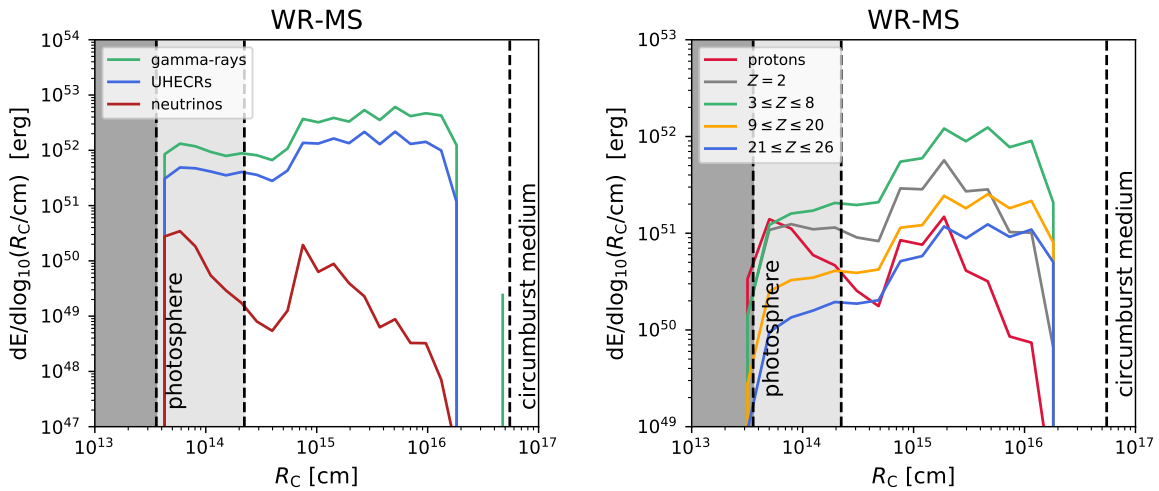 WR-MS
10^54
10^53
10^52
10^51
10^50
10^49
10^48
10^47
dE/dlog10(RC/cm) [erg]
gamma-rays
UHECRs
neutrinos
photosphere
circumburst medium
10^13
10^14
10^15
10^16
10^17
RC [cm]
WR-MS
10^53
10^52
10^51
10^50
10^49
dE/dlog10(RC/cm) [erg]
protons
Z = 2
3 ≤ Z ≤ 8
9 ≤ Z ≤ 20
21 ≤ Z ≤ 26
photosphere
circumburst medium
10^13
10^14
10^15
10^16
10^17
RC [cm]